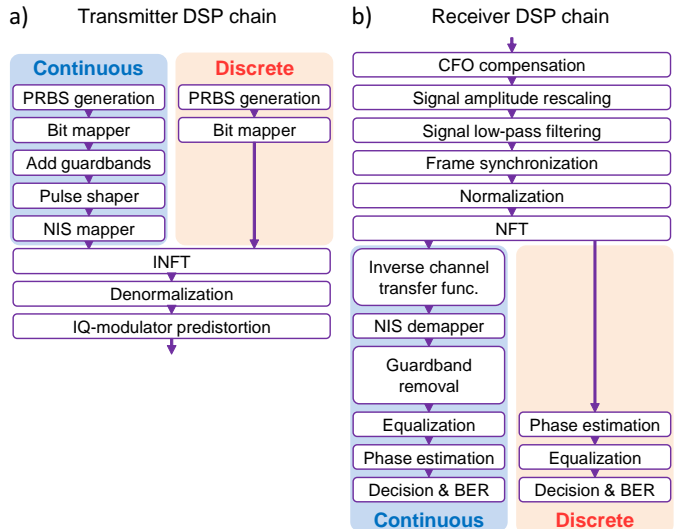 a) Transmitter DSP chain
Continuous
PRBS generation
Bit mapper
Add guardbands
Pulse shaper
NIS mapper
Discrete
PRBS generation
Bit mapper
INFT
Denormalization
IQ-modulator predistortion
b) Receiver DSP chain
CFO compensation
Signal amplitude rescaling
Signal low-pass filtering
Frame synchronization
Normalization
NFT
Inverse channel
transfer func.
NIS demapper
Guardband
removal
Equalization
Phase estimation
Decision & BER
Continuous
Phase estimation
Equalization
Decision & BER
Discrete